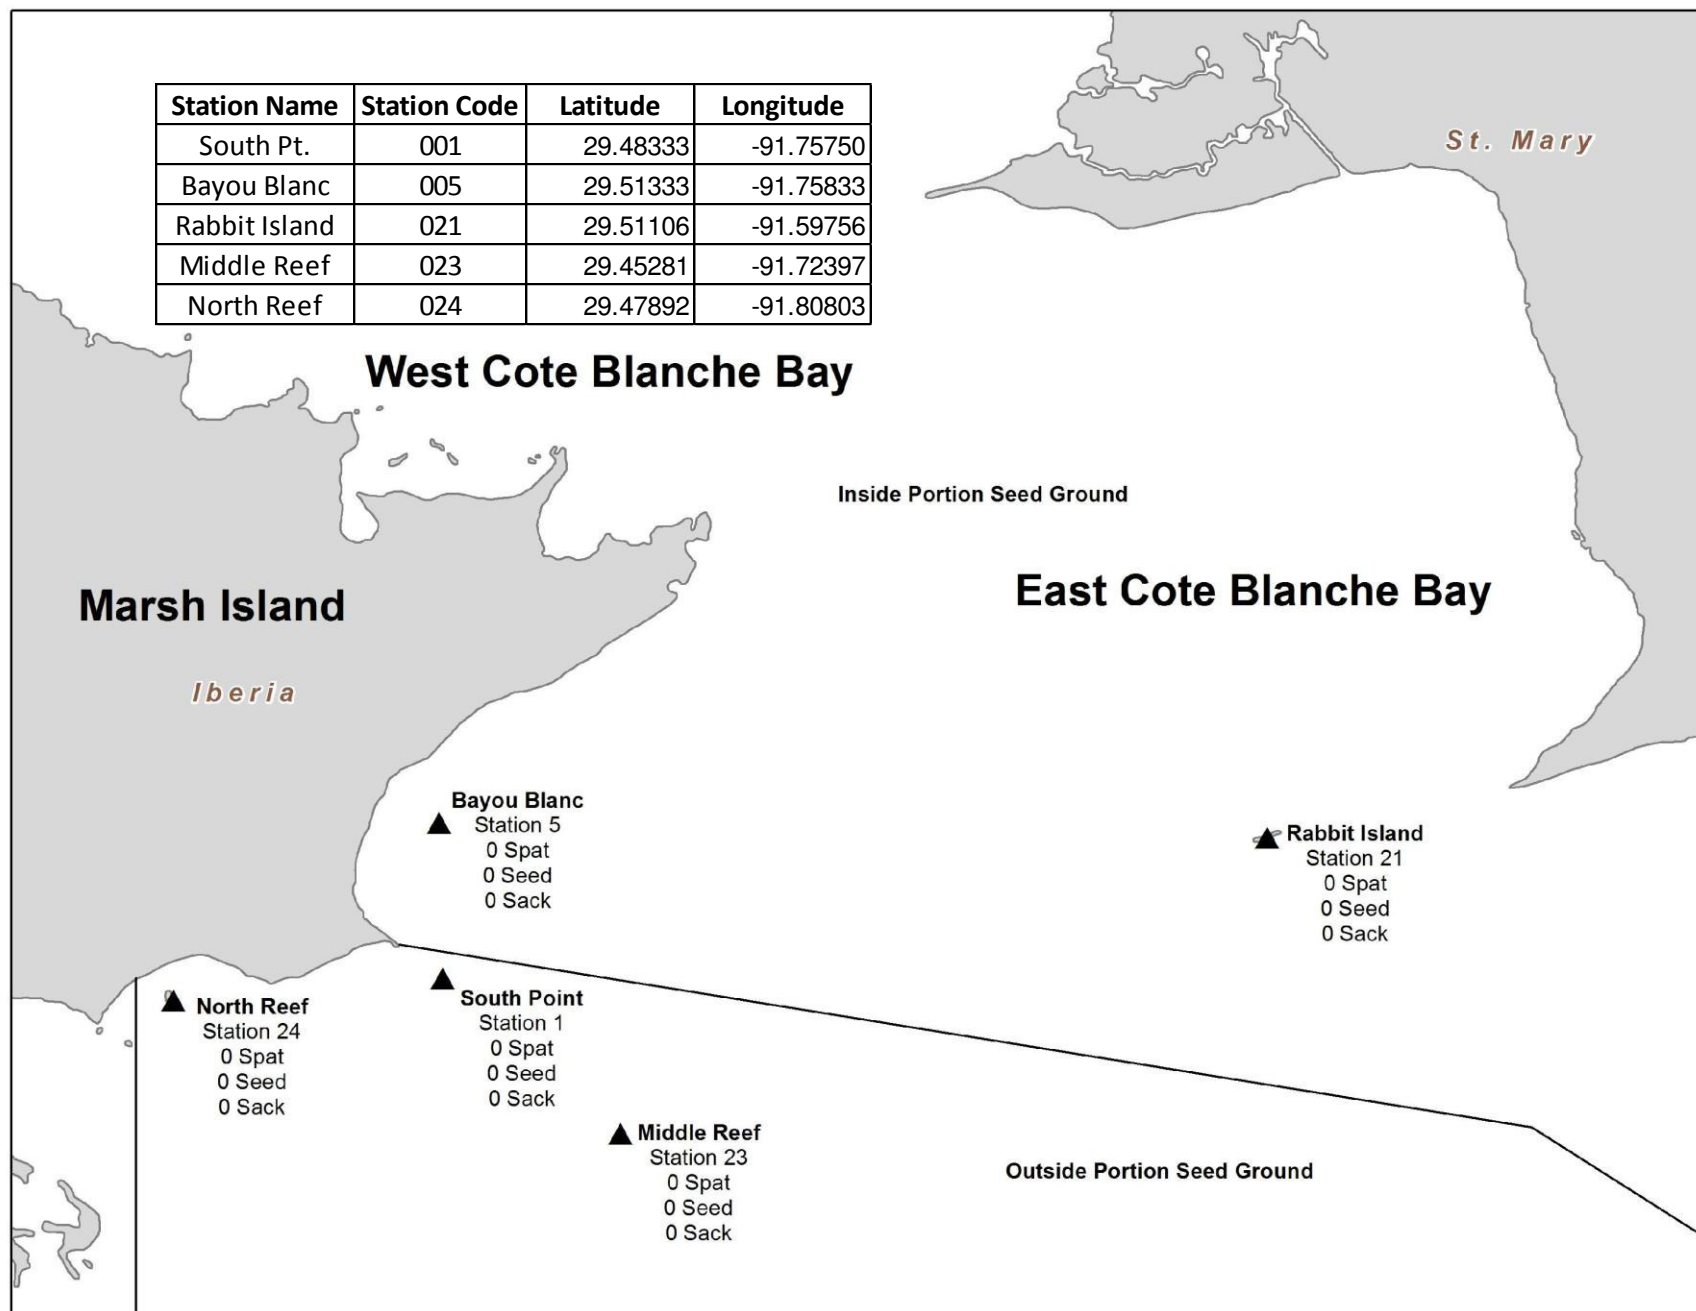 Station Name Station Code Latitude Longitude
South Pt. 001 29.48333 -91.75750
Bayou Blanc 005 29.51333 -91.75833
Rabbit Island 021 29.51106 -91.59756
Middle Reef 023 29.45281 -91.72397
North Reef 024 29.47892 -91.80803
St. Mary
West Cote Blanche Bay
Inside Portion Seed Ground
East Cote Blanche Bay
Marsh Island
Iberia
Bayou Blanc
Station 5
0 Spat
0 Seed
0 Sack
Rabbit Island
Station 21
0 Spat
0 Seed
0 Sack
North Reef
Station 24
0 Spat
0 Seed
0 Sack
South Point
Station 1
0 Spat
0 Seed
0 Sack
Middle Reef
Station 23
0 Spat
0 Seed
0 Sack
Outside Portion Seed Ground